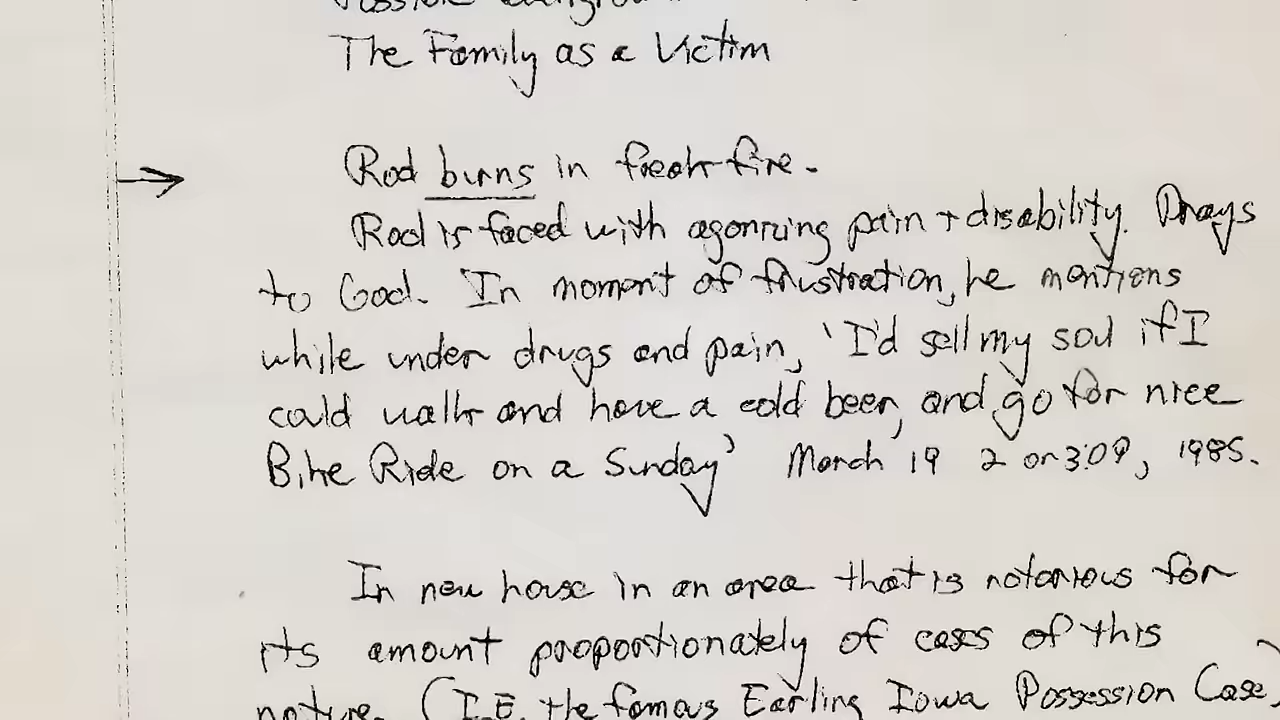 Possible
The Family as a Victim
Rod burns in freak fire.
Rod is faced with agonizing pain + disability. Prays
to God. In moment of frustration, he mentions
while under drugs and pain, 'I'd sell my soul if I
could walk and have a cold beer, and go for nice
Bike Ride on a Sunday' March 19 2 or 3:00, 1985.
In new house in an area that is notorious for
its amount proportionately of cases of this
nature. (I.E. the famous Earling Iowa Possession Case)